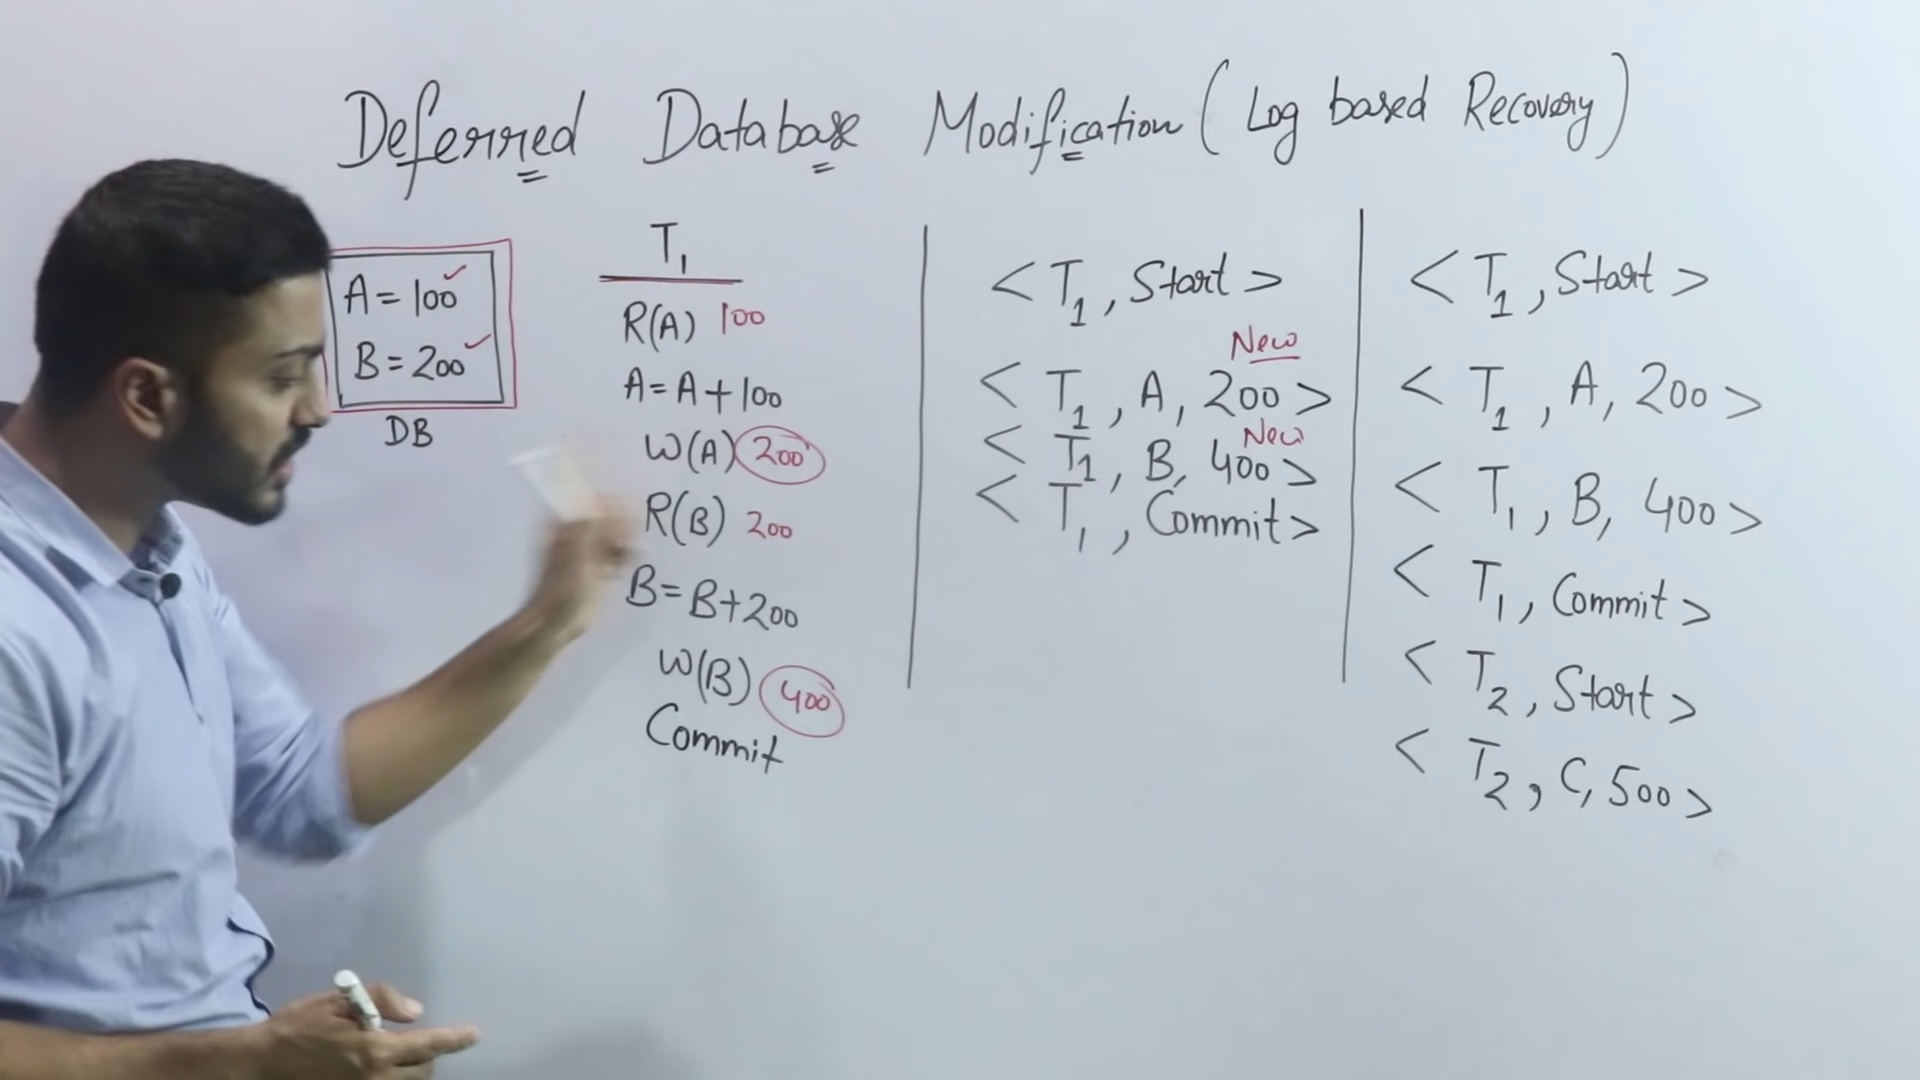 Deferred Database Modification (Log based Recovery)
A = 100 ✓
B = 200 ✓
DB
T1
R(A) 100
A = A + 100
W(A) 200
R(B) 200
B = B + 200
W(B) 400
Commit
< T1 , Start >
New
< T1 , A, 200 >
New
< T1 , B, 400 >
< T1 , Commit >
< T1 , Start >
< T1 , A, 200 >
< T1 , B, 400 >
< T1 , Commit >
< T2 , Start >
< T2 , C, 500 >